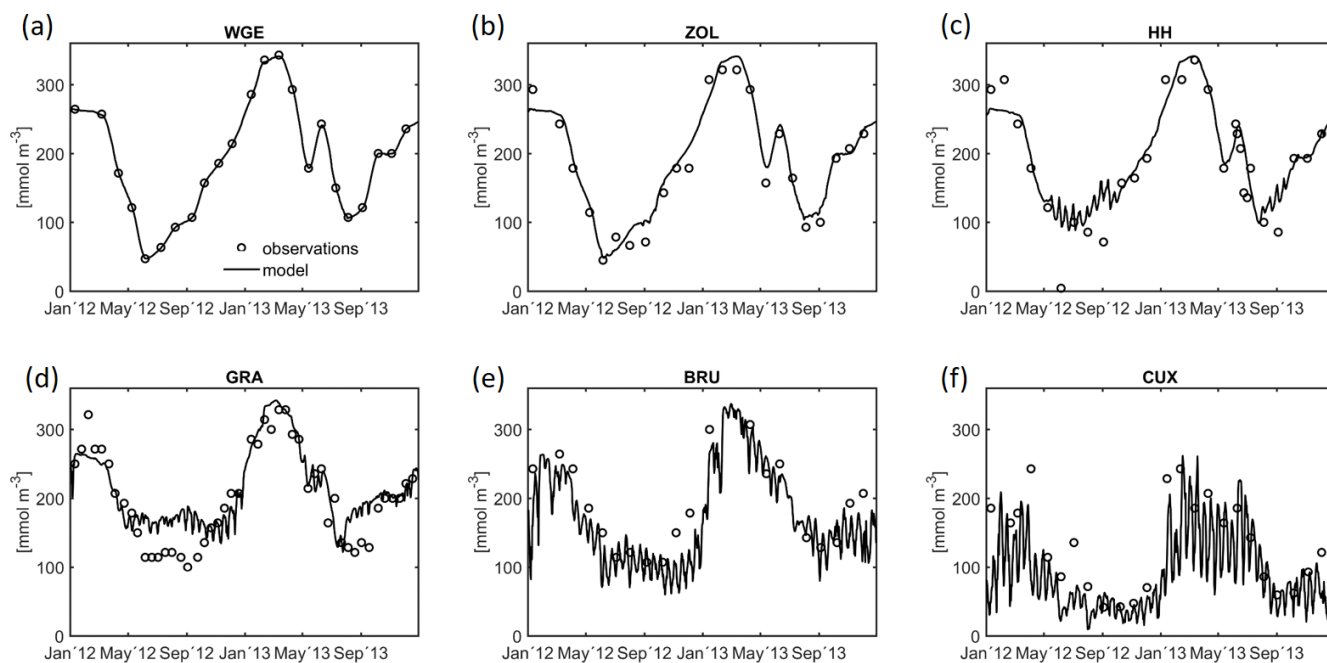 (a) WGE
[mmol m-3]
300
200
100
0
observations
model
Jan´12 May´12 Sep´12 Jan´13 May´13 Sep´13
(b) ZOL
300
200
100
0
Jan´12 May´12 Sep´12 Jan´13 May´13 Sep´13
(c) HH
[mmol m-3]
300
200
100
0
Jan´12 May´12 Sep´12 Jan´13 May´13 Sep´13
(d) GRA
[mmol m-3]
300
200
100
0
Jan´12 May´12 Sep´12 Jan´13 May´13 Sep´13
(e) BRU
300
200
100
0
Jan´12 May´12 Sep´12 Jan´13 May´13 Sep´13
(f) CUX
[mmol m-3]
300
200
100
0
Jan´12 May´12 Sep´12 Jan´13 May´13 Sep´13